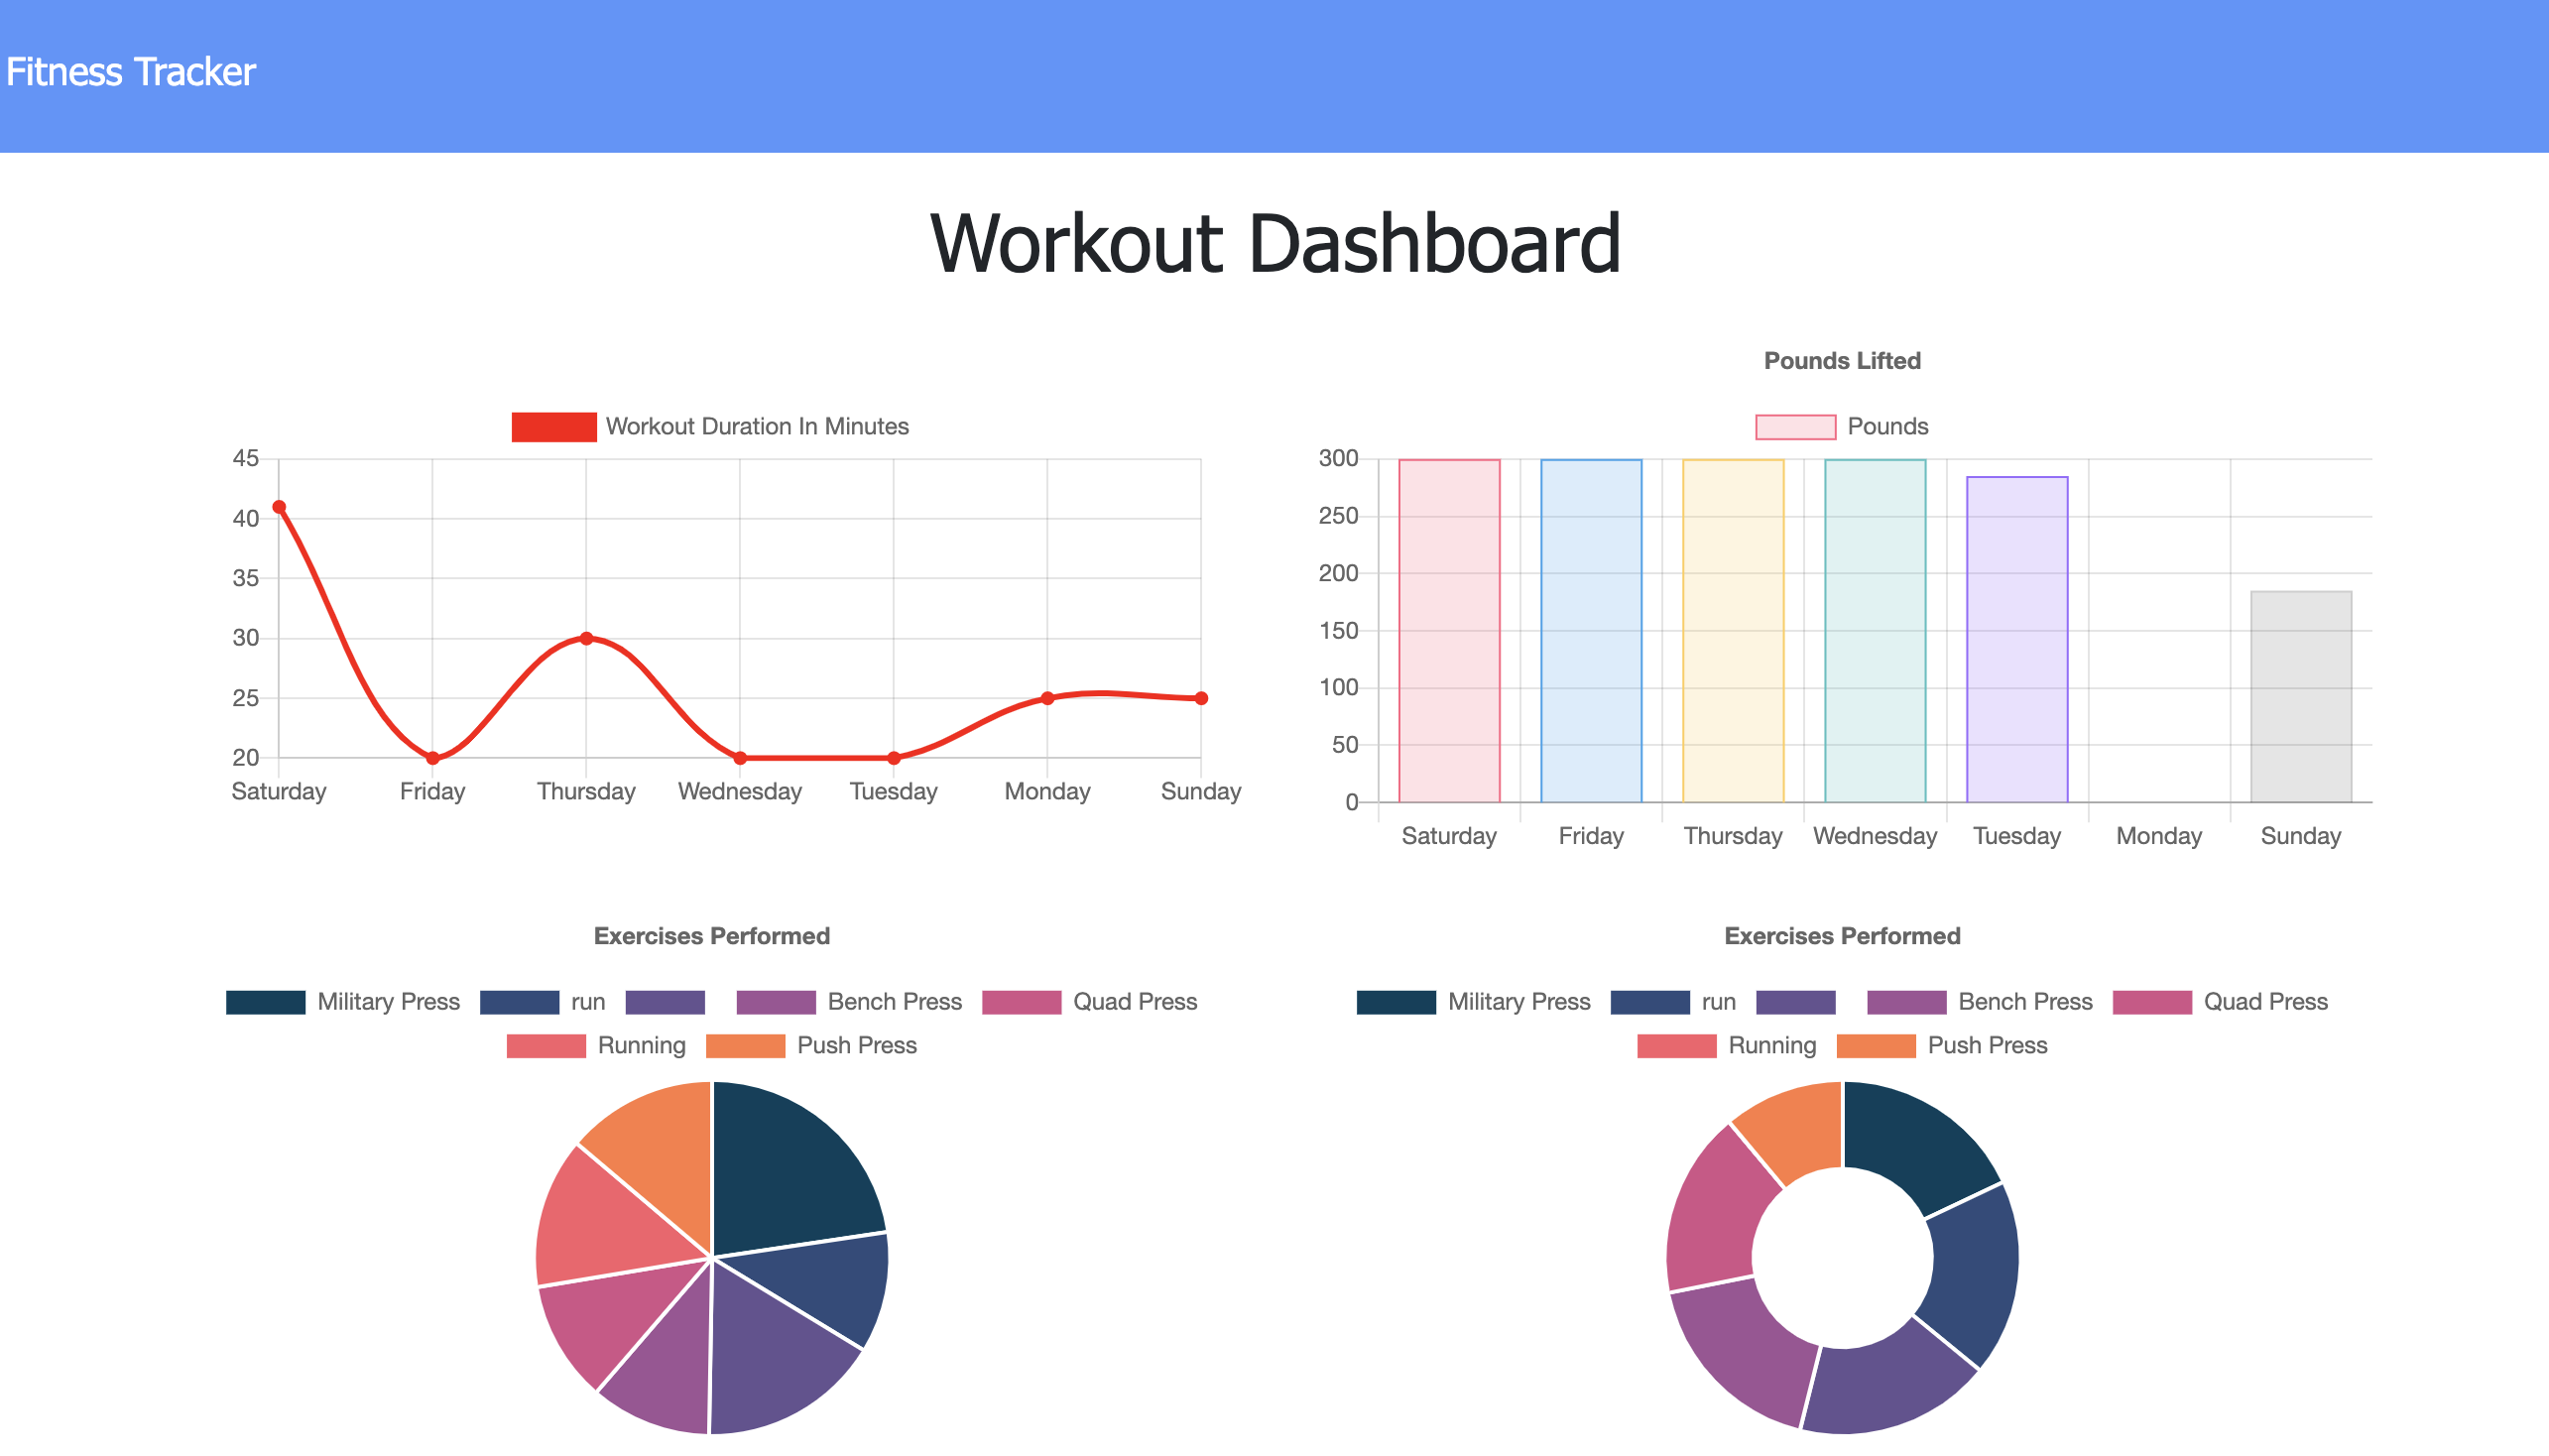 Fitness Tracker
Workout Dashboard
Workout Duration In Minutes
45
40
35
30
25
20
Saturday Friday Thursday Wednesday Tuesday Monday Sunday
Pounds Lifted
Pounds
300
250
200
150
100
50
0
Saturday Friday Thursday Wednesday Tuesday Monday Sunday
Exercises Performed
Military Press run Bench Press Quad Press
Running Push Press
Exercises Performed
Military Press run Bench Press Quad Press
Running Push Press